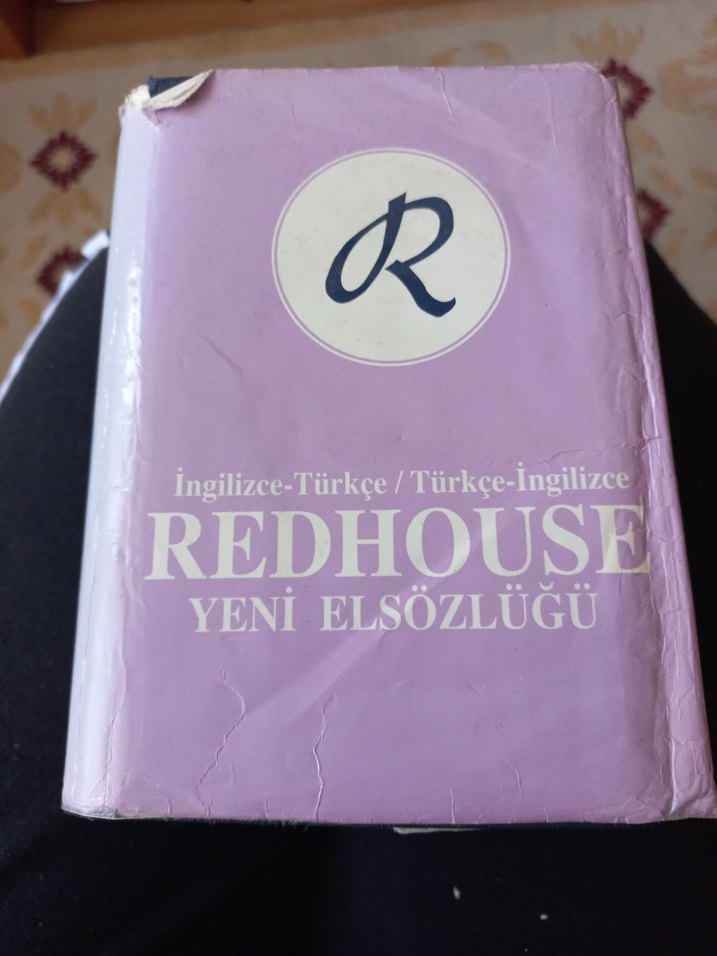 R
İngilizce-Türkçe / Türkçe-İngilizce
REDHOUSE
YENİ ELSÖZLÜĞÜ